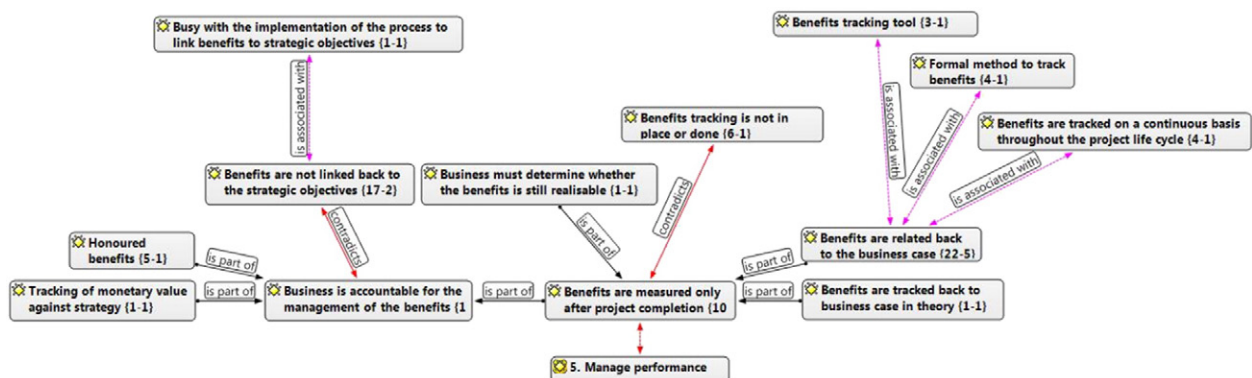 Busy with the implementation of the process to
link benefits to strategic objectives {1-1}
Benefits tracking tool {3-1}
Formal method to track
benefits {4-1}
is associated with
is associated with
Benefits tracking is not in
place or done {6-1}
Benefits are tracked on a continuous basis
throughout the project life cycle {4-1}
is associated with
is associated with
Benefits are not linked back to
the strategic objectives {17-2}
Business must determine whether
the benefits is still realisable {1-1}
contradicts
contradicts
is part of
Honoured
benefits {5-1}
Benefits are related back
to the business case {22-5}
is part of
is part of
Tracking of monetary value
against strategy {1-1}
is part of
Business is accountable for the
management of the benefits {1
is part of
Benefits are measured only
after project completion {10
is part of
Benefits are tracked back to
business case in theory {1-1}
5. Manage performance